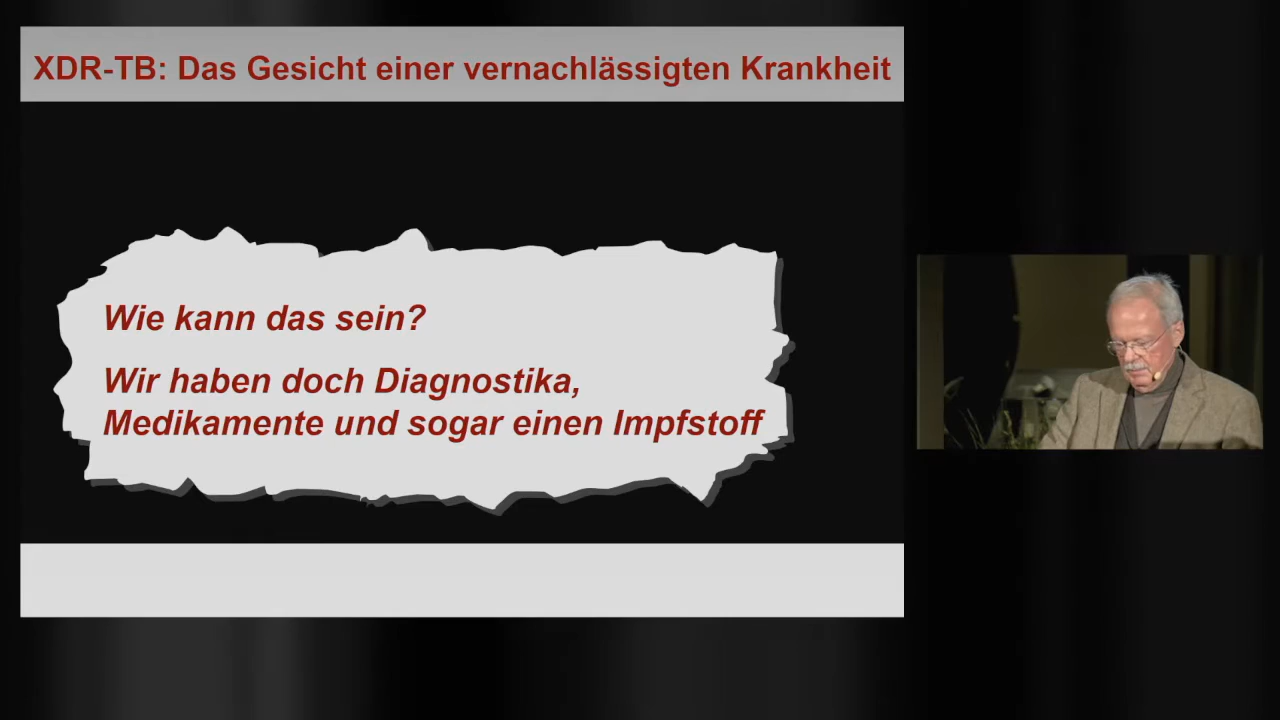 XDR-TB: Das Gesicht einer vernachlässigten Krankheit
Wie kann das sein?
Wir haben doch Diagnostika,
Medikamente und sogar einen Impfstoff